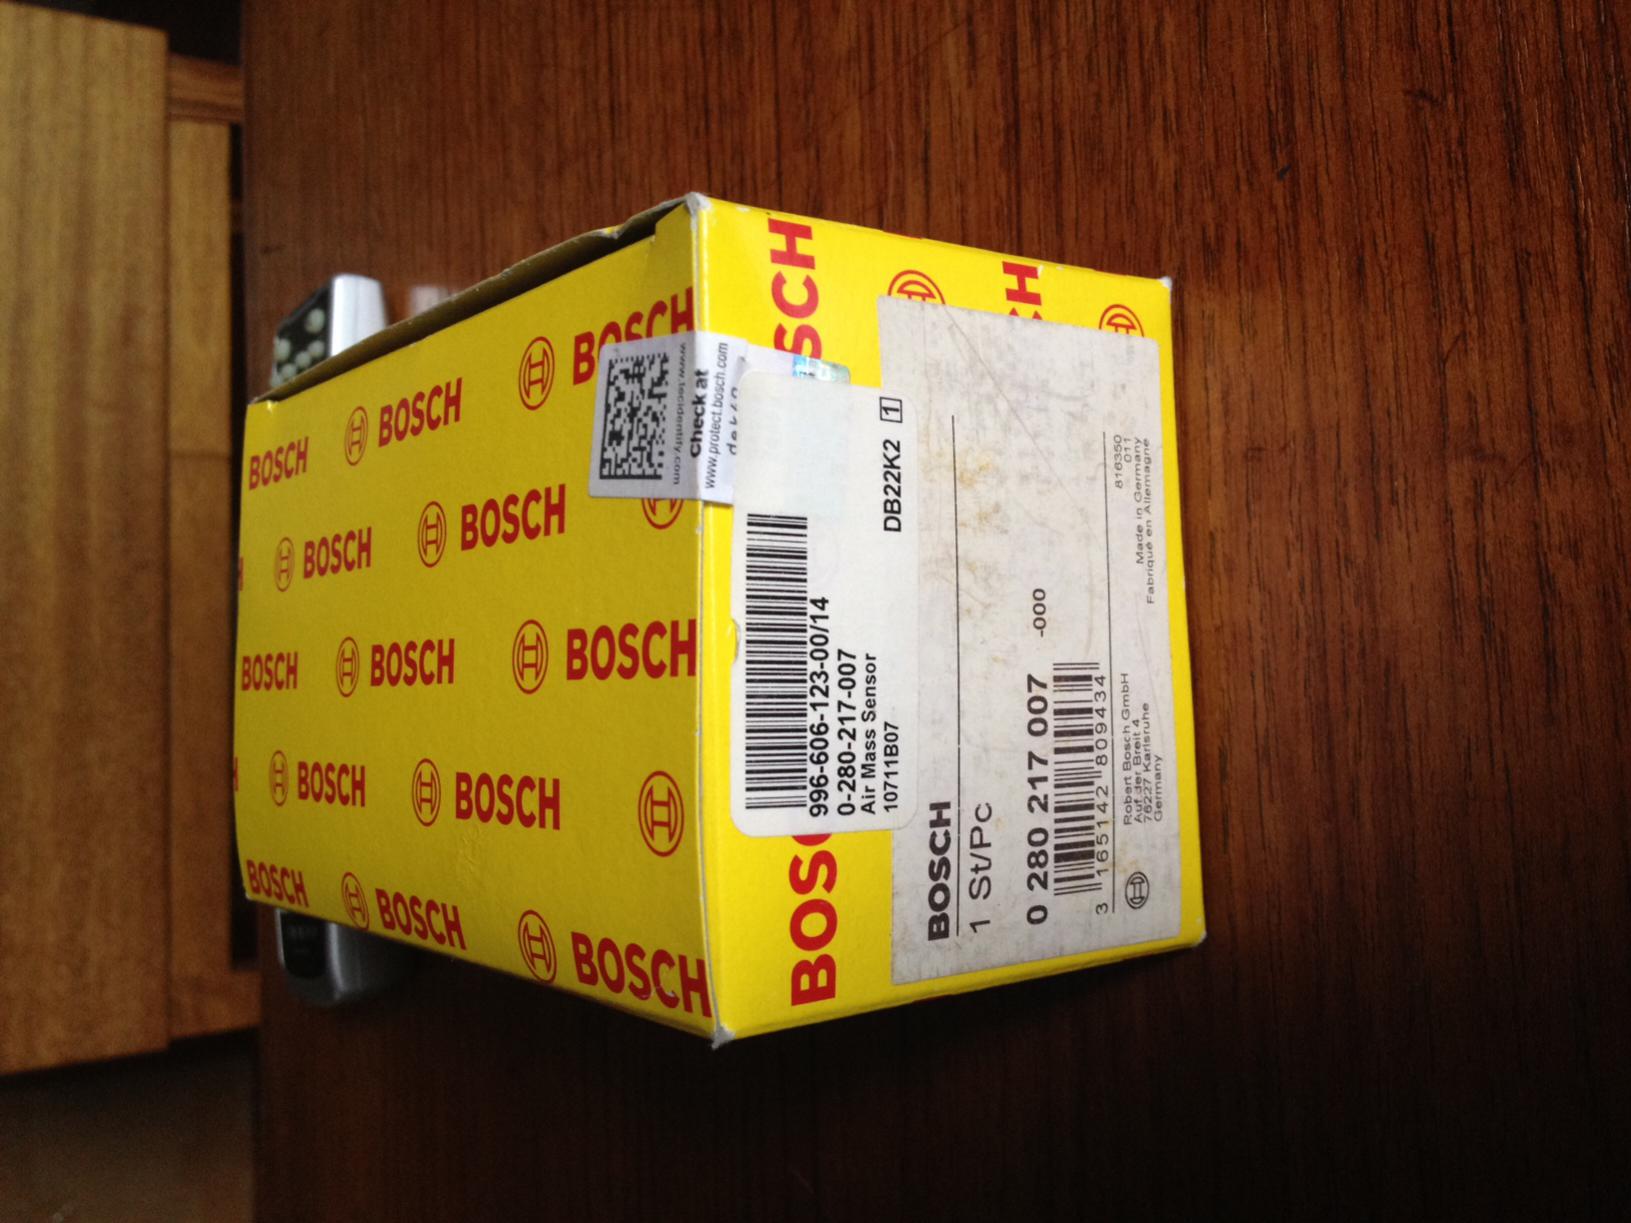 BOSCH
BOSCH
BOSCH
BOSCH
BOSCH
BOSCH
BOSCH
BOSCH
BOSCH
BOSCH
BOSCH
BOSCH
BOSCH
www.tecidentify.com
Check at
www.protect.bosch.com
BOSCH
996-606-123-00/14
0-280-217-007
Air Mass Sensor
10711B07
DB22K2 1
BOSCH
1 St/Pc
0 280 217 007 -000
3 165142 809434
816350
011
Robert Bosch GmbH
Auf der Breit 4
76227 Karlsruhe
Germany
Made in Germany
Fabriqué en Allemagne